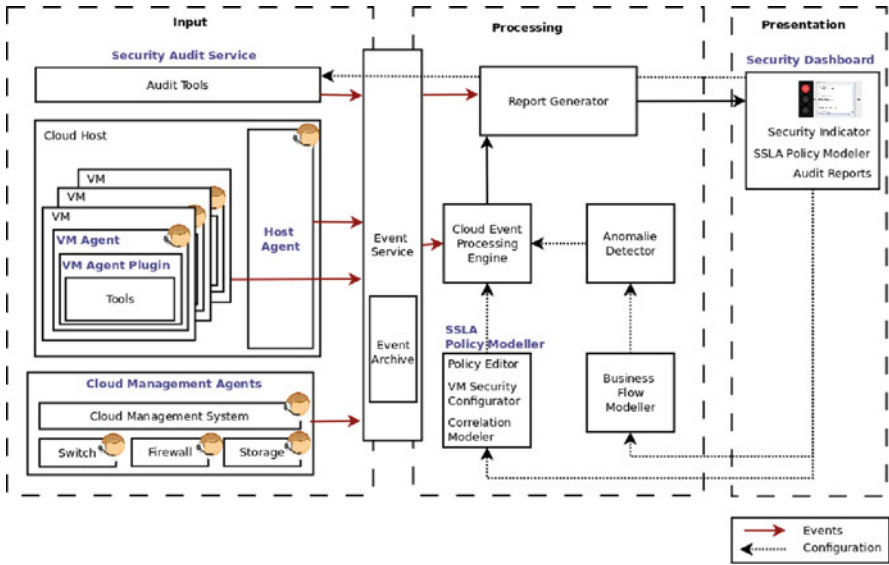 Input
Security Audit Service
Audit Tools
Cloud Host
VM
VM
VM
VM Agent
VM Agent Plugin
Tools
Host
Agent
Cloud Management Agents
Cloud Management System
Switch
Firewall
Storage
Event
Service
Event
Archive
Processing
Report Generator
Cloud Event
Processing
Engine
Anomalie
Detector
SSLA
Policy Modeller
Policy Editor
VM Security
Configurator
Correlation
Modeler
Business
Flow
Modeller
Presentation
Security Dashboard
Security Indicator
SSLA Policy Modeler
Audit Reports
Events
Configuration